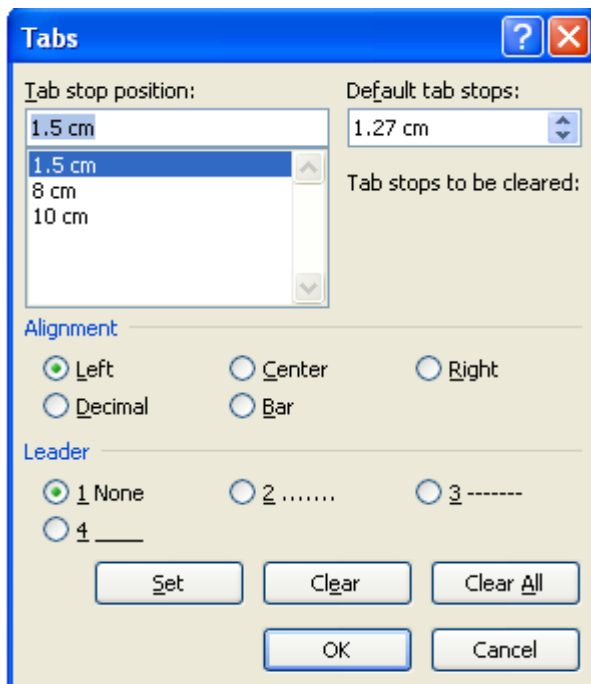 Tabs
Tab stop position:
Default tab stops:
1.5 cm
1.27 cm
1.5 cm
8 cm
10 cm
Tab stops to be cleared:
Alignment
Left
Center
Right
Decimal
Bar
Leader
1 None
2 .......
3 -------
4 ____
Set
Clear
Clear All
OK
Cancel